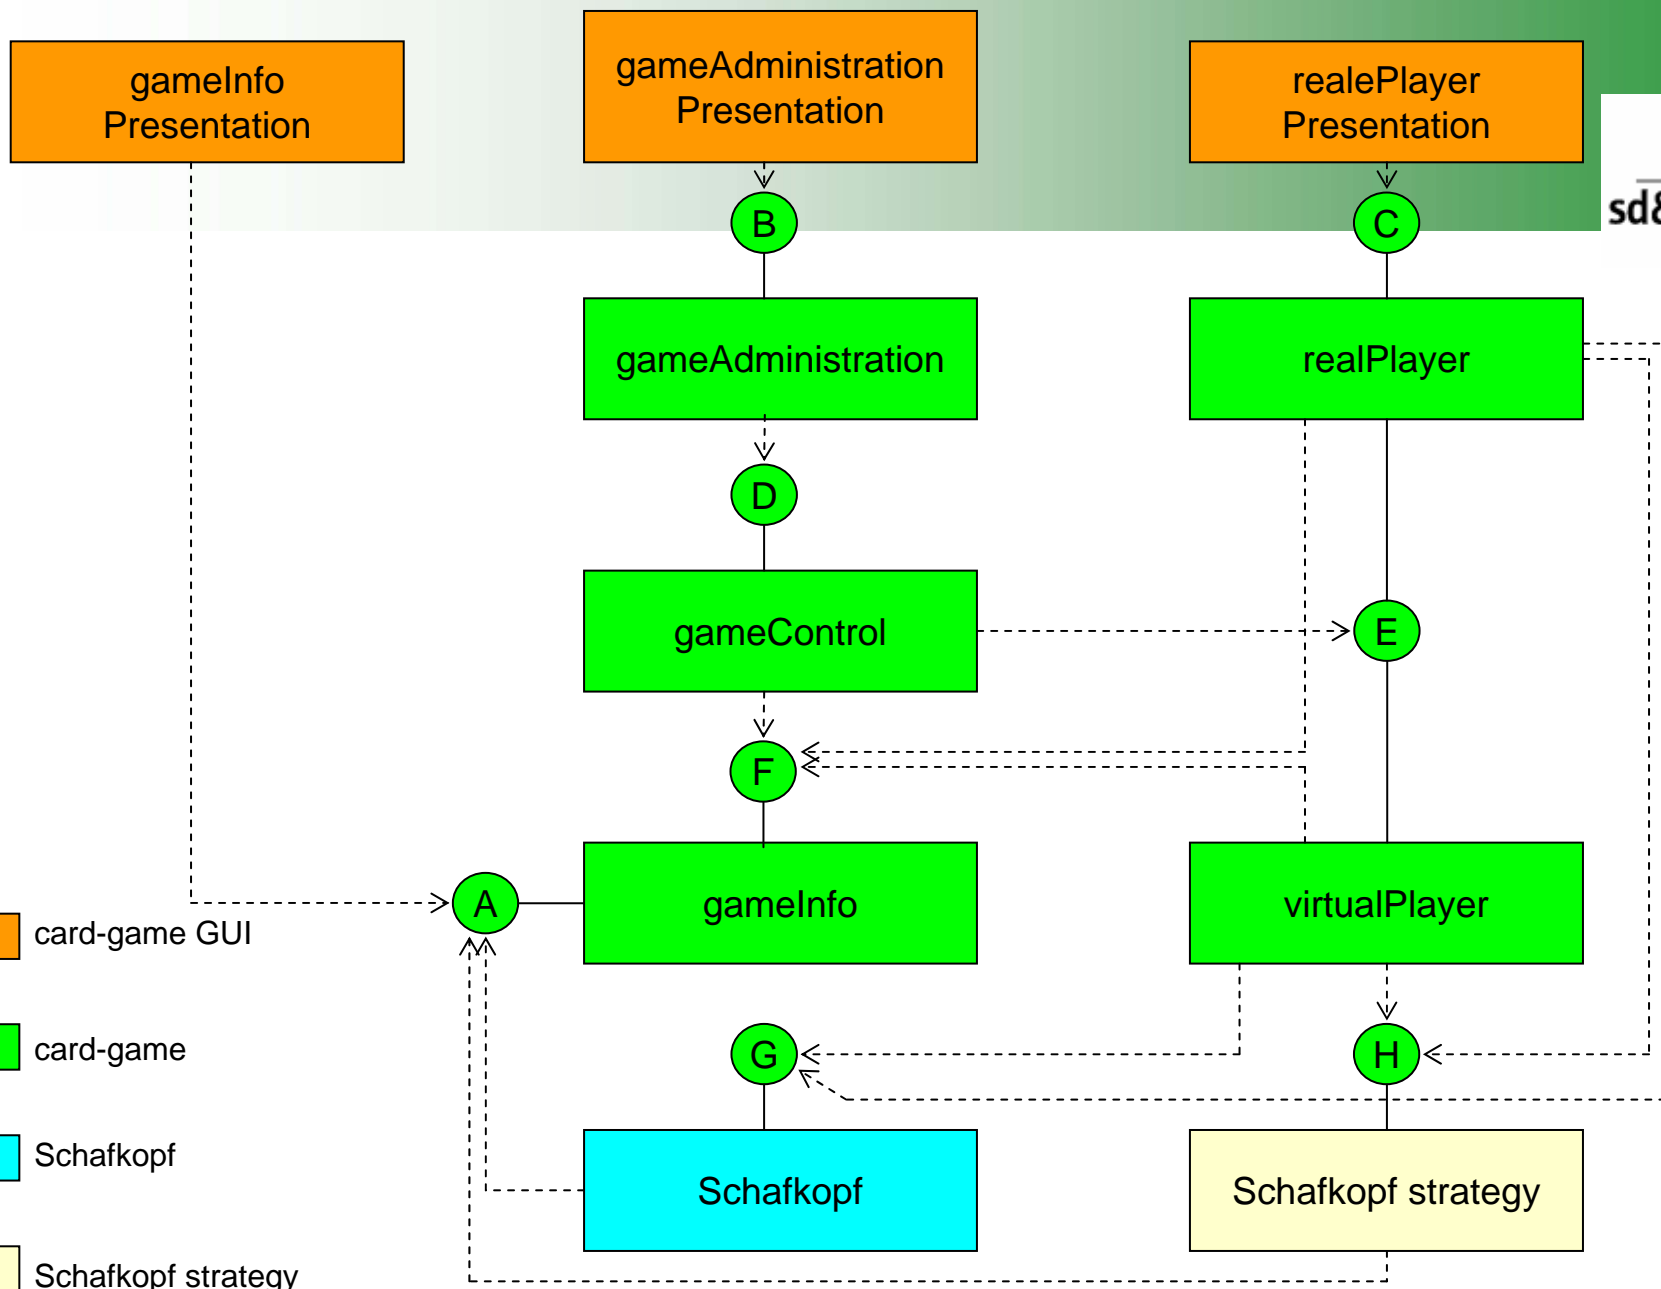 gameInfo
Presentation
gameAdministration
Presentation
realePlayer
Presentation
sd&
B
C
gameAdministration
realPlayer
D
gameControl
E
F
A
gameInfo
virtualPlayer
card-game GUI
card-game
G
H
Schafkopf
Schafkopf
Schafkopf strategy
Schafkopf strategy